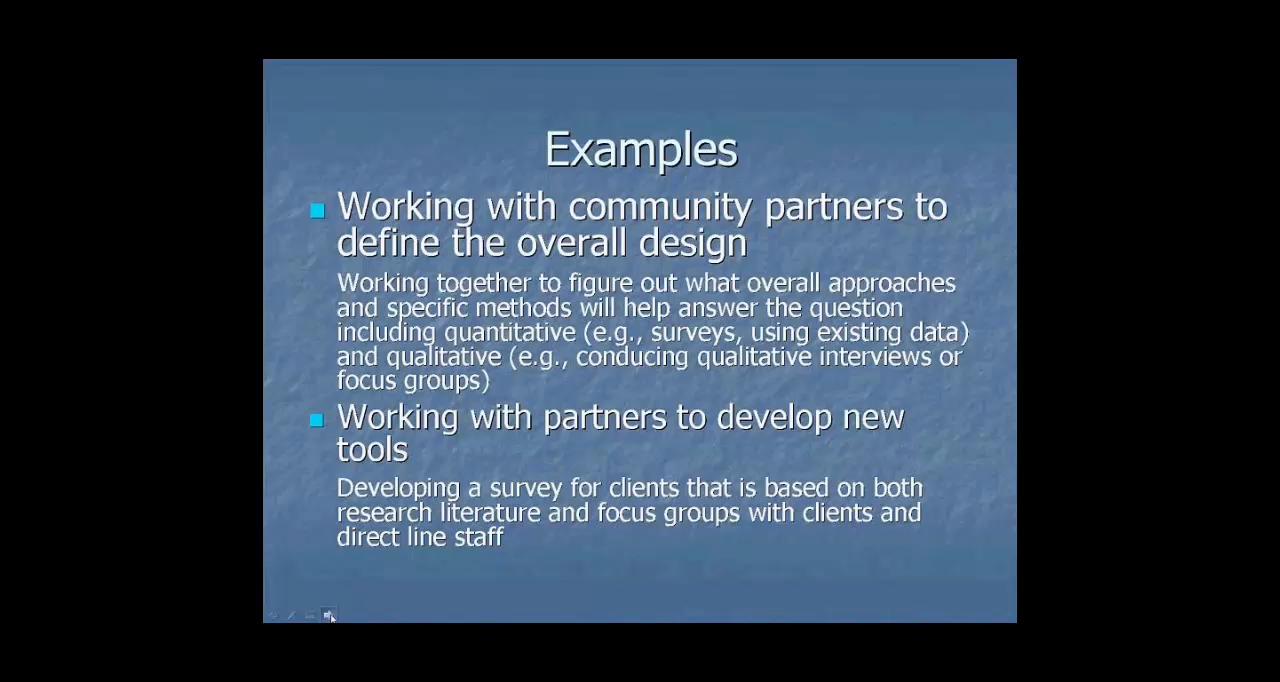 Examples
Working with community partners to
define the overall design
Working together to figure out what overall approaches
and specific methods will help answer the question
including quantitative (e.g., surveys, using existing data)
and qualitative (e.g., conducing qualitative interviews or
focus groups)
Working with partners to develop new
tools
Developing a survey for clients that is based on both
research literature and focus groups with clients and
direct line staff